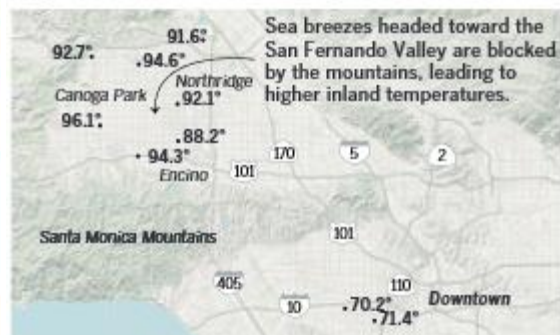 Sea breezes headed toward the
San Fernando Valley are blocked
by the mountains, leading to
higher inland temperatures.
91.6°
92.7°
94.6°
Northridge
Canoga Park
92.1°
96.1°
88.2°
94.3°
Encino
101
170
5
2
Santa Monica Mountains
101
405
10
110
70.2°
Downtown
71.4°